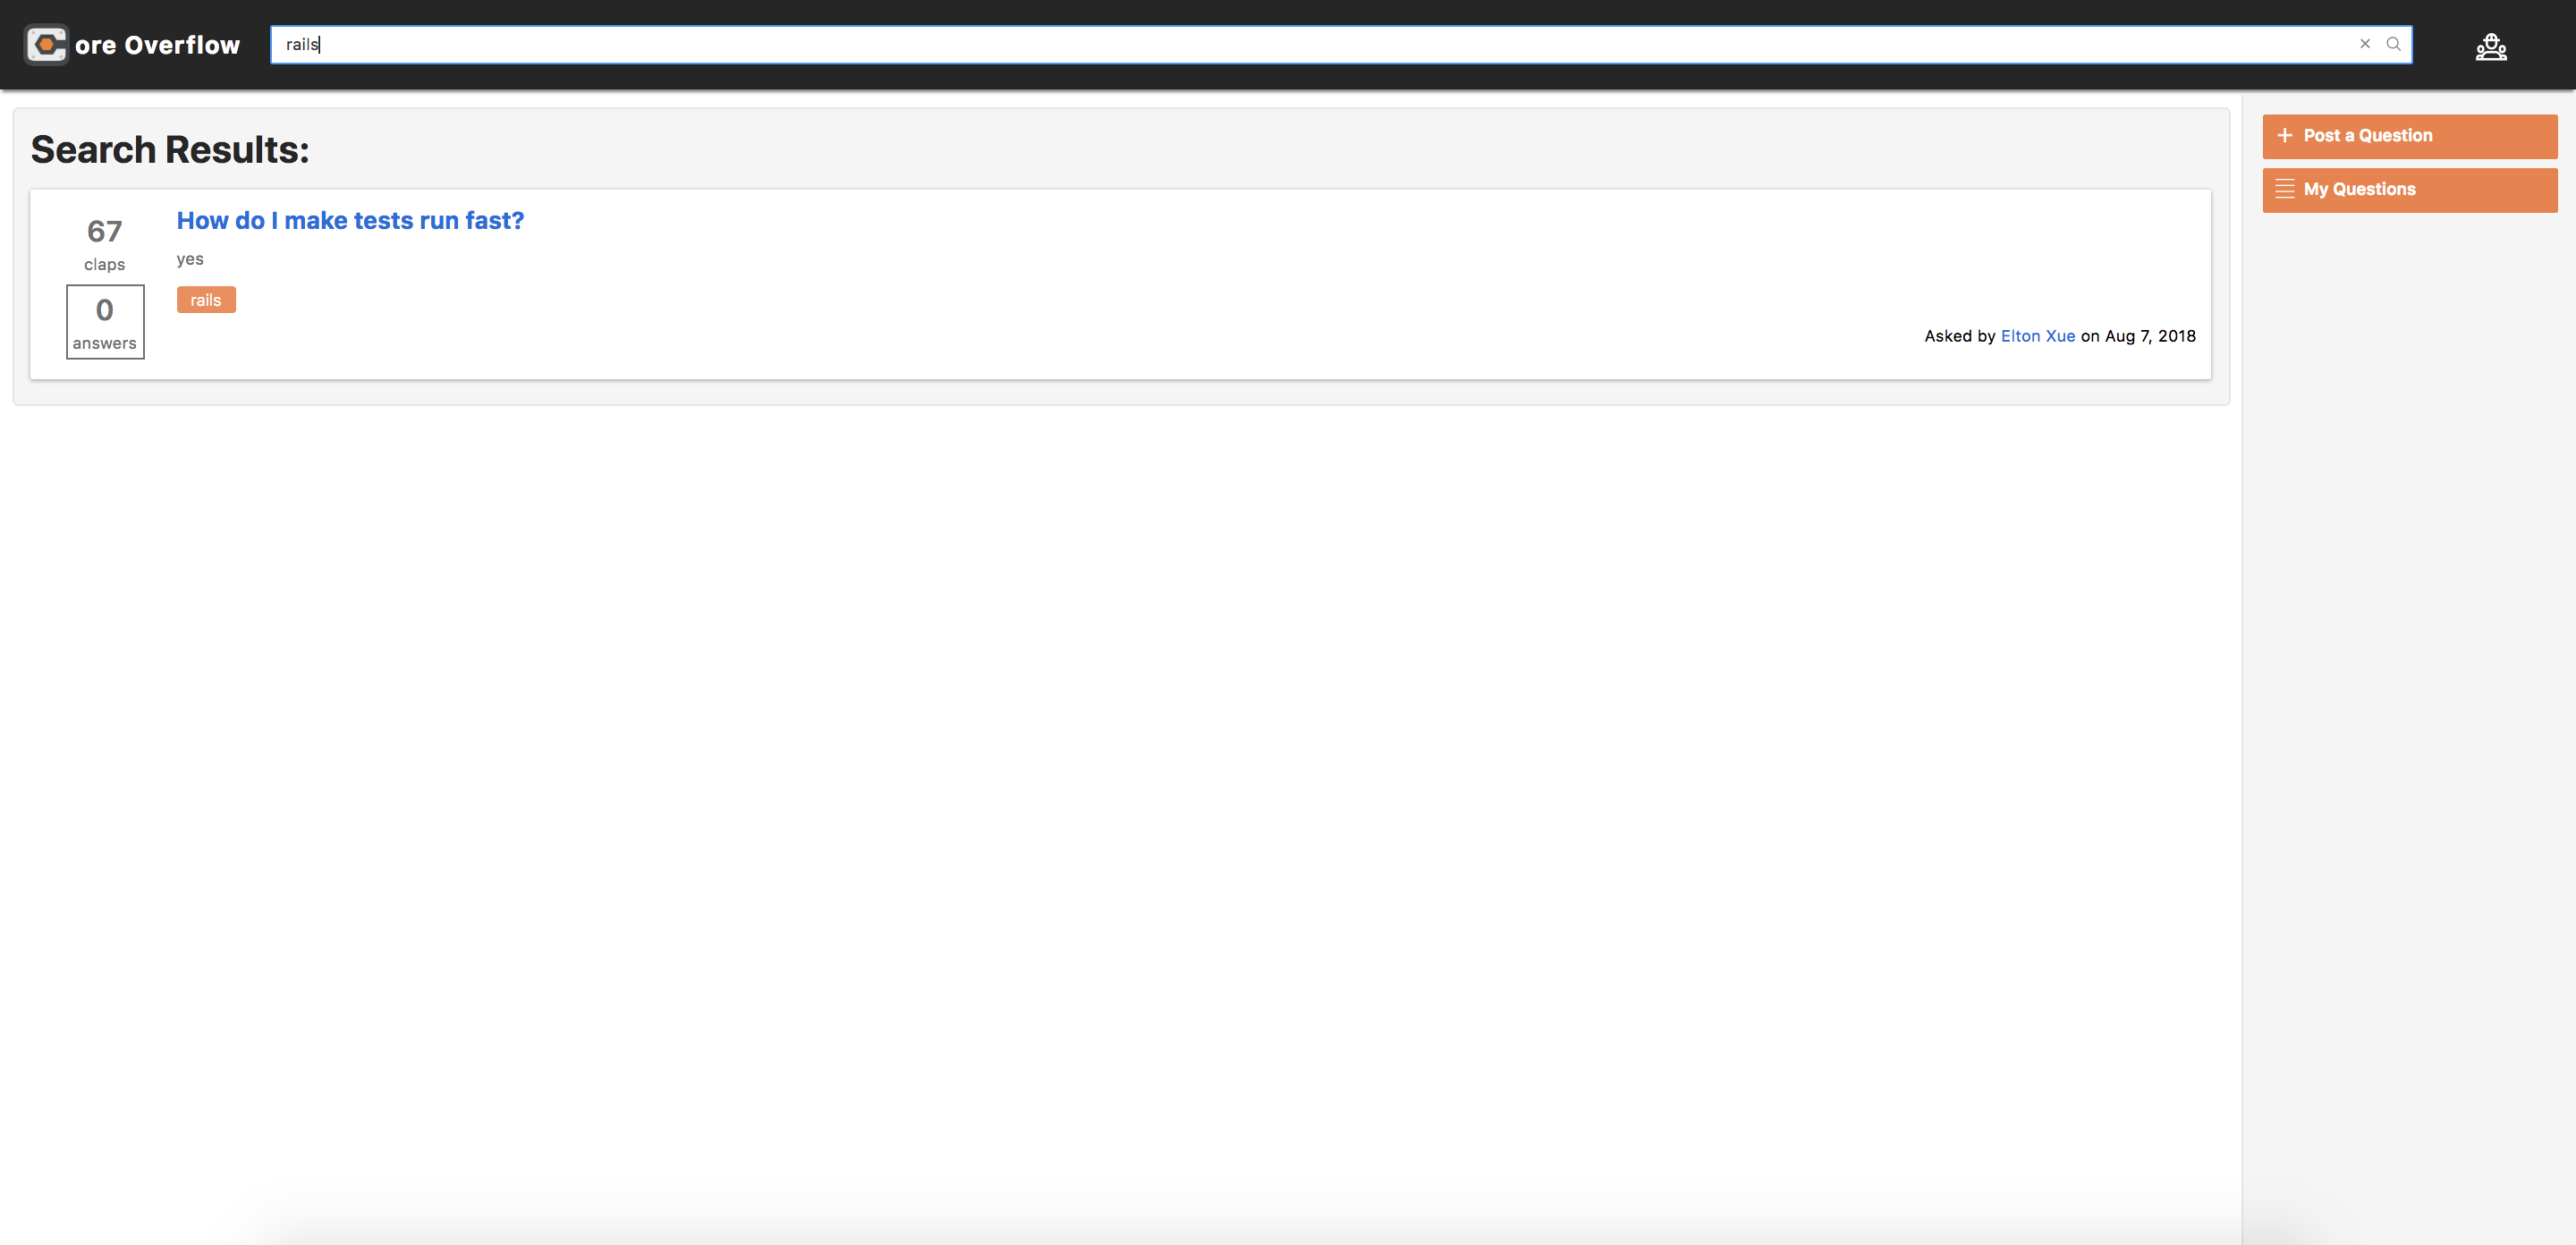 ore Overflow
rails
Search Results:
67
claps
0
answers
How do I make tests run fast?
yes
rails
Asked by Elton Xue on Aug 7, 2018
+ Post a Question
My Questions